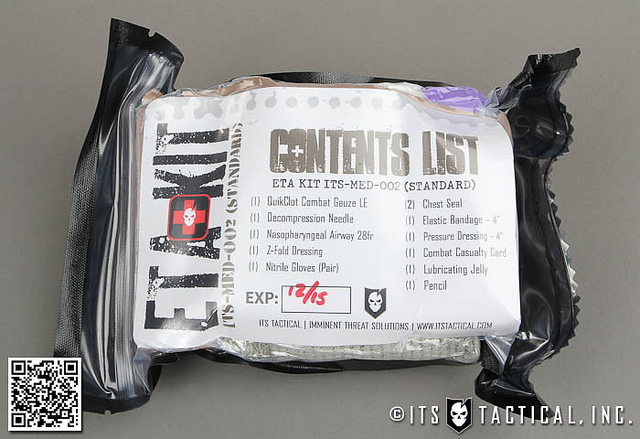 ETA KIT
ITS-MED-002 (STANDARD)
CONTENTS LIST
ETA KIT ITS-MED-002 (STANDARD)
(1) QuikClot Combat Gauze LE
(1) Decompression Needle
(1) Nasopharyngeal Airway 28fr
(1) Z-Fold Dressing
(1) Nitrile Gloves (Pair)
(2) Chest Seal
(1) Elastic Bandage - 4"
(1) Pressure Dressing - 4"
(1) Combat Casualty Card
(1) Lubricating Jelly
(1) Pencil
EXP: 12/15
ITS TACTICAL | IMMINENT THREAT SOLUTIONS | WWW.ITSTACTICAL.COM
©ITS TACTICAL, INC.